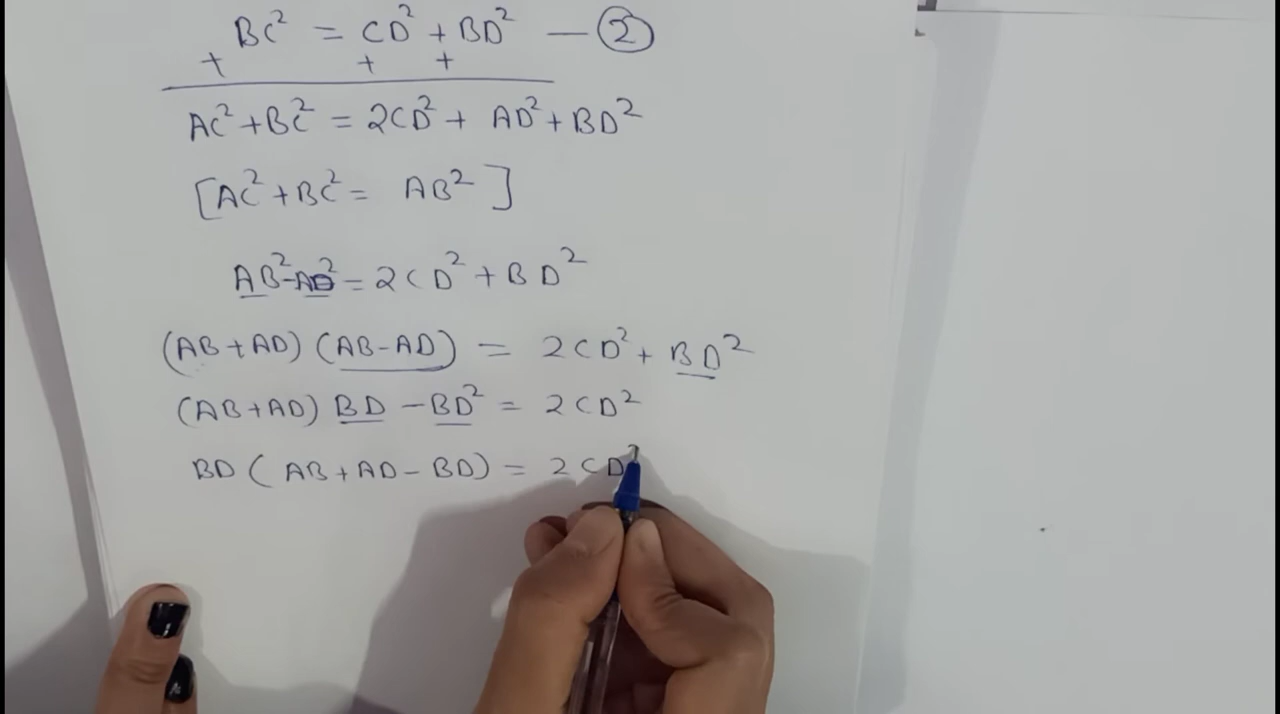 BC² = CD² + BD² — ②
+ + +
AC² + BC² = 2CD² + AD² + BD²
[AC² + BC² = AB²]
AB² - AD² = 2CD² + BD²
(AB + AD) (AB - AD) = 2CD² + BD²
(AB + AD) BD - BD² = 2CD²
BD (AB + AD - BD) = 2CD²